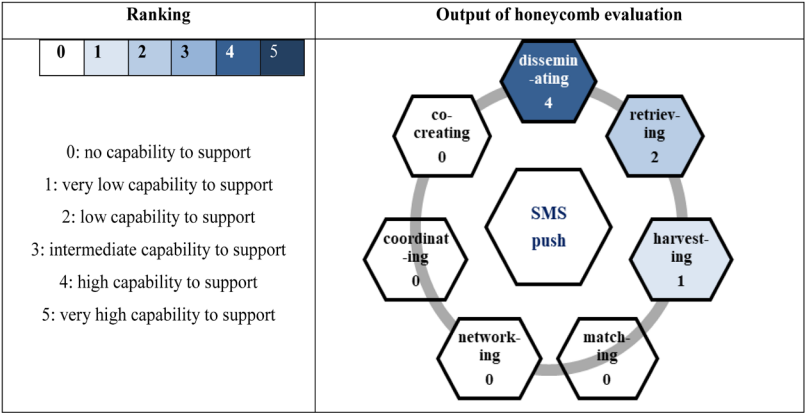 Ranking
0 1 2 3 4 5
0: no capability to support
1: very low capability to support
2: low capability to support
3: intermediate capability to support
4: high capability to support
5: very high capability to support
Output of honeycomb evaluation
dissemin
-ating
4
retriev-
ing
2
harvest-
ing
1
match-
ing
0
network-
ing
0
coordinat
-ing
0
co-
creating
0
SMS
push